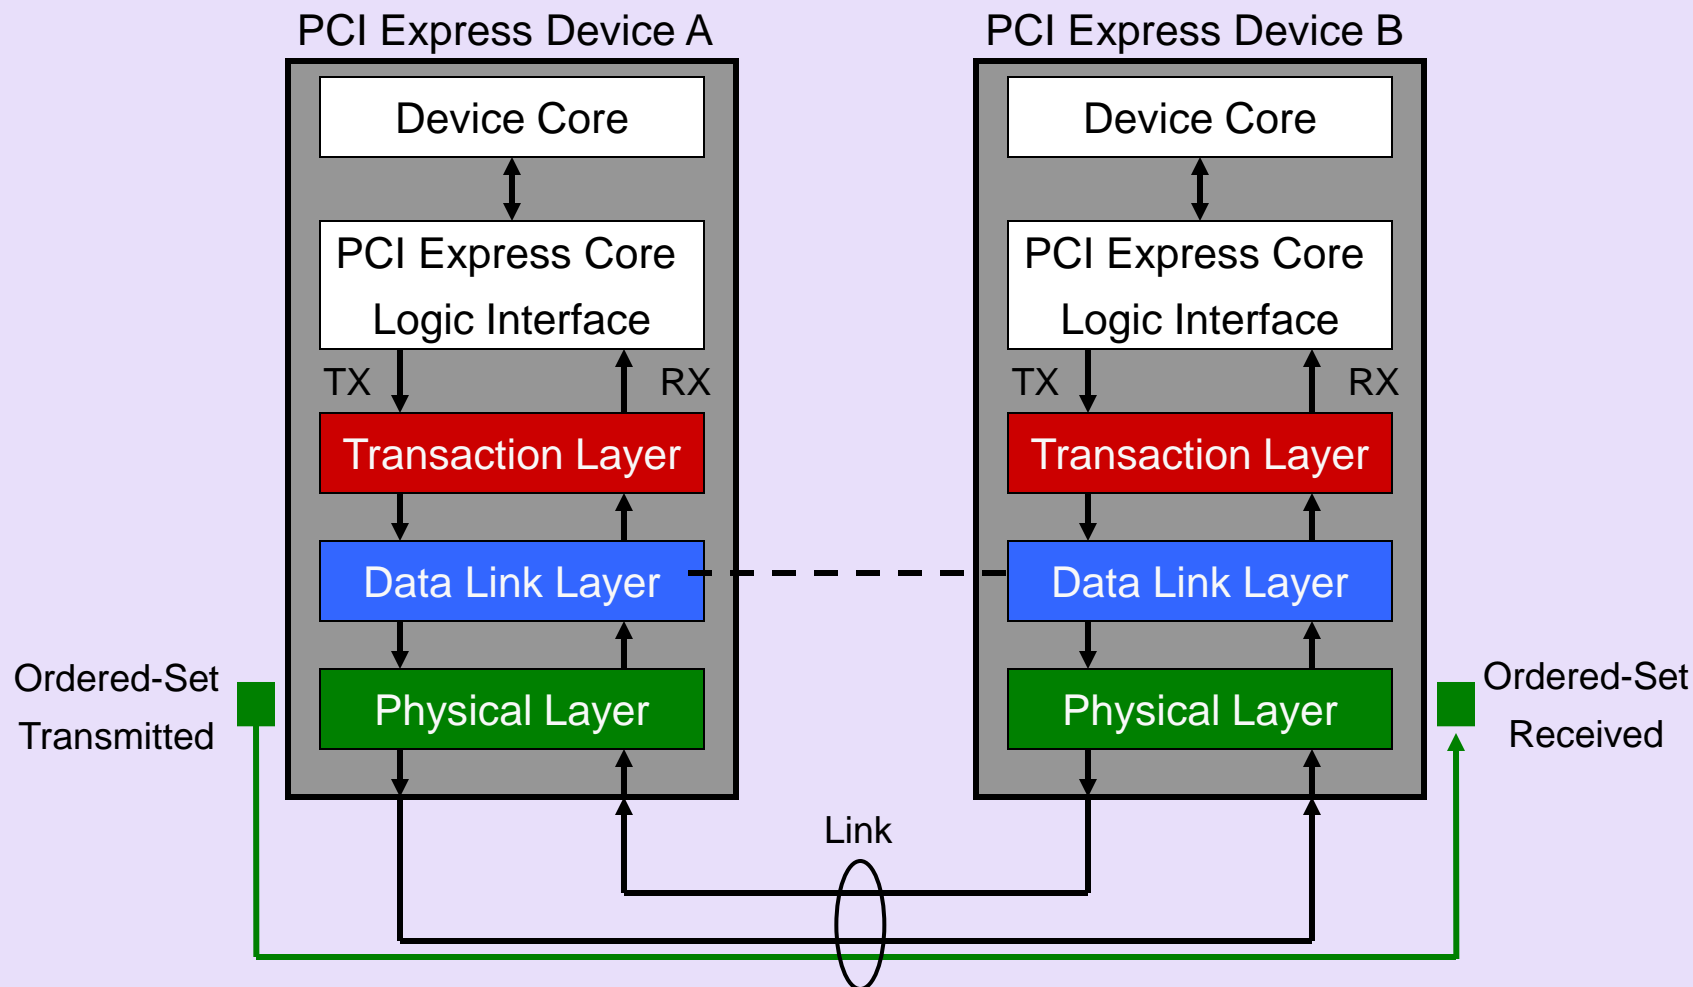 PCI Express Device A
PCI Express Device B
Device Core
Device Core
PCI Express Core
Logic Interface
PCI Express Core
Logic Interface
TX
RX
TX
RX
Transaction Layer
Transaction Layer
Data Link Layer
Data Link Layer
Ordered-Set
Transmitted
Physical Layer
Physical Layer
Ordered-Set
Received
Link